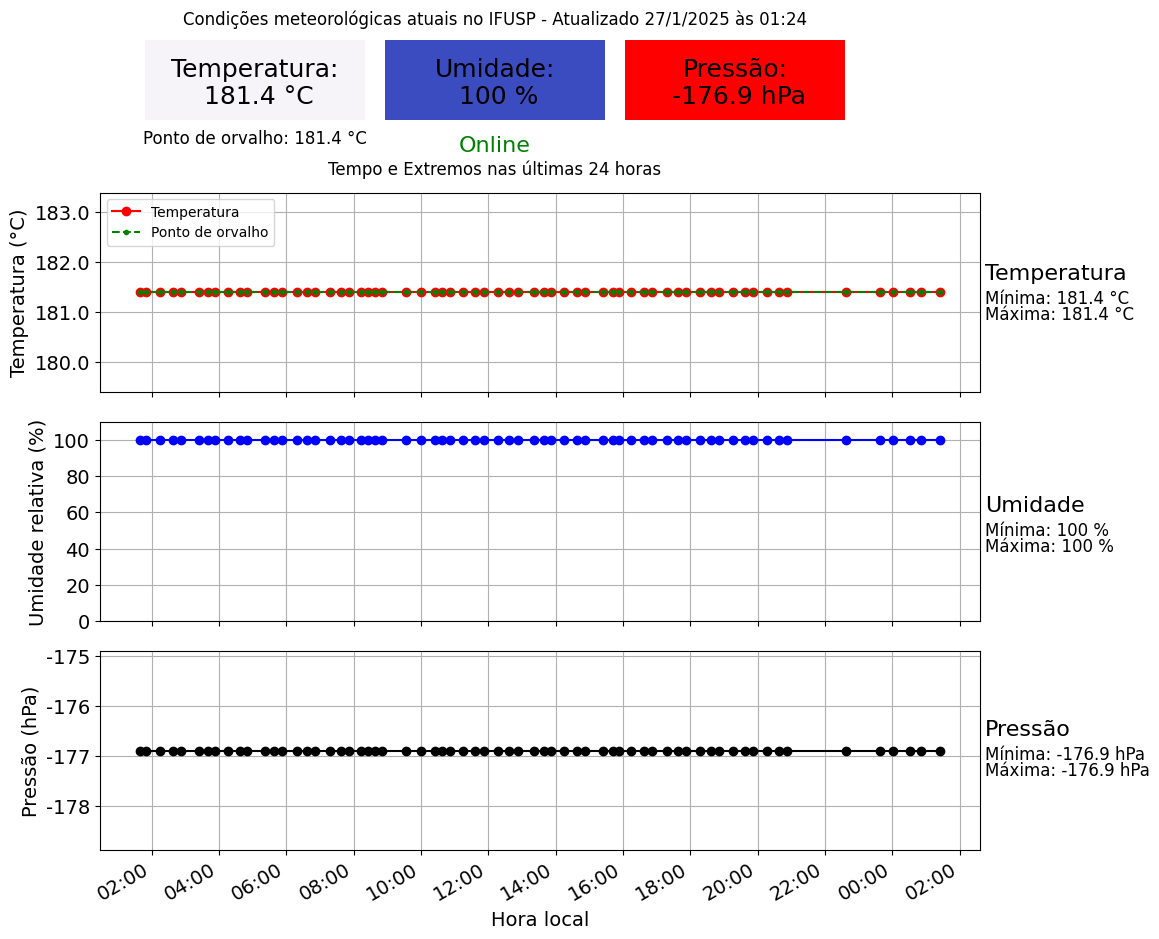 Condições meteorológicas atuais no IFUSP - Atualizado 27/1/2025 às 01:24
Temperatura:
181.4 °C
Umidade:
100 %
Pressão:
-176.9 hPa
Ponto de orvalho: 181.4 °C
Online
Tempo e Extremos nas últimas 24 horas
Temperatura (°C)
183.0
182.0
181.0
180.0
Temperatura
Ponto de orvalho
Temperatura
Mínima: 181.4 °C
Máxima: 181.4 °C
Umidade relativa (%)
100
80
60
40
20
0
Umidade
Mínima: 100 %
Máxima: 100 %
Pressão (hPa)
-175
-176
-177
-178
Pressão
Mínima: -176.9 hPa
Máxima: -176.9 hPa
02:00 04:00 06:00 08:00 10:00 12:00 14:00 16:00 18:00 20:00 22:00 00:00 02:00
Hora local